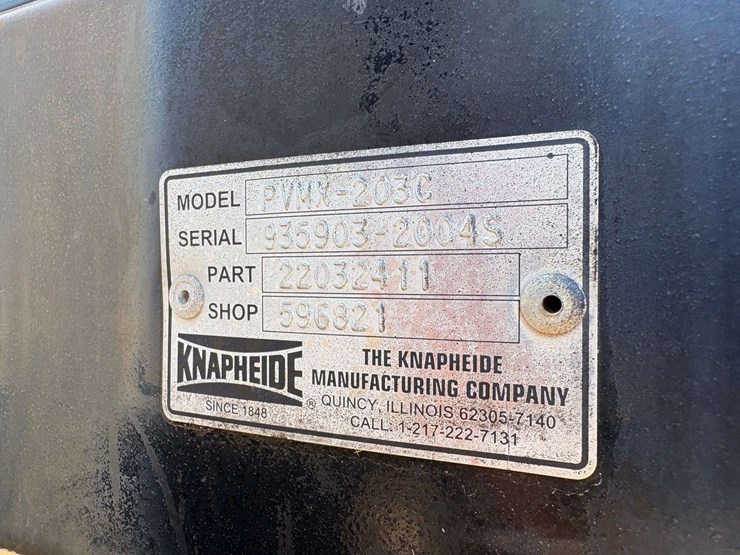 MODEL PVMX-203C
SERIAL 935903-2004S
PART 22032411
SHOP 596821
KNAPHEIDE
SINCE 1848
®
THE KNAPHEIDE
MANUFACTURING COMPANY
QUINCY, ILLINOIS 62305-7140
CALL: 1-217-222-7131